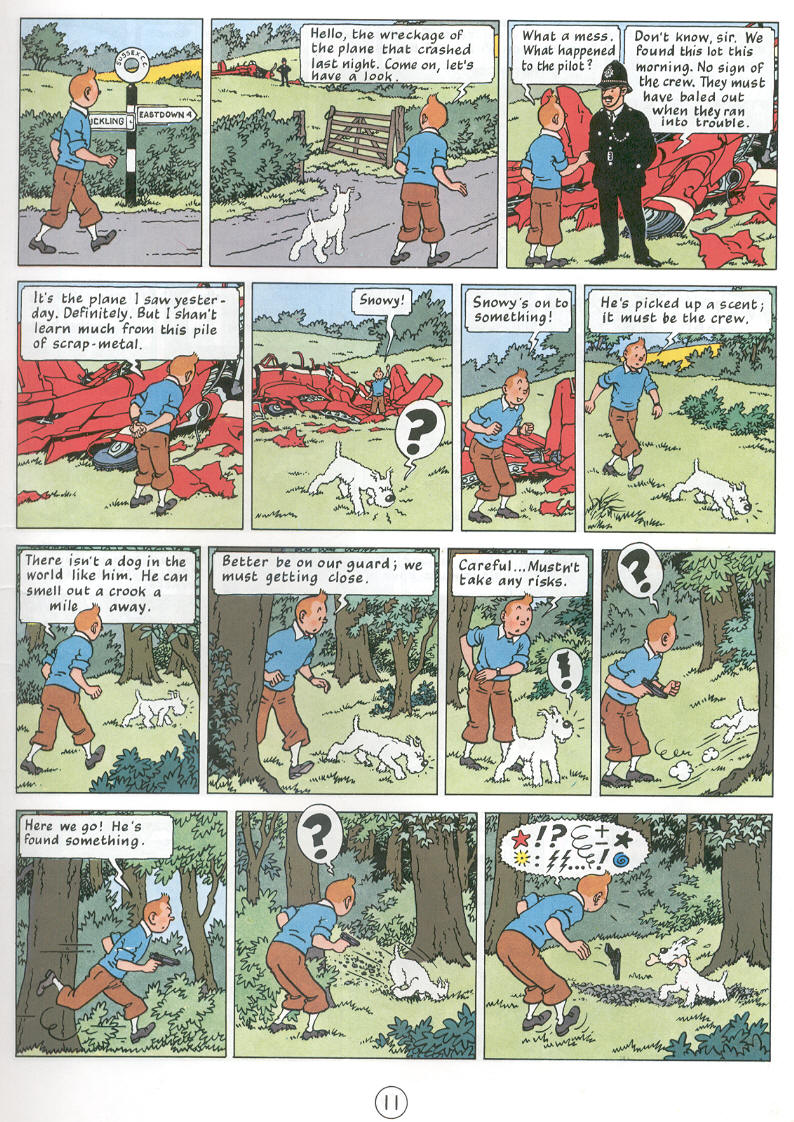 SUSSEX C.C.
UCKLING
EASTDOWN 4
Hello, the wreckage of
the plane that crashed
last night. Come on, let's
have a look.
What a mess.
What happened
to the pilot?
Don't know, sir. We
found this lot this
morning. No sign of
the crew. They must
have baled out
when they ran
into trouble.
It's the plane I saw yester-
day. Definitely. But I shan't
learn much from this pile
of scrap-metal.
Snowy!
?
Snowy's on to
something!
He's picked up a scent;
it must be the crew.
There isn't a dog in the
world like him. He can
smell out a crook a
mile away.
Better be on our guard; we
must getting close.
Careful... Mustn't
take any risks.
!
?
Here we go! He's
found something.
?
!?
+
-
: ... !
11